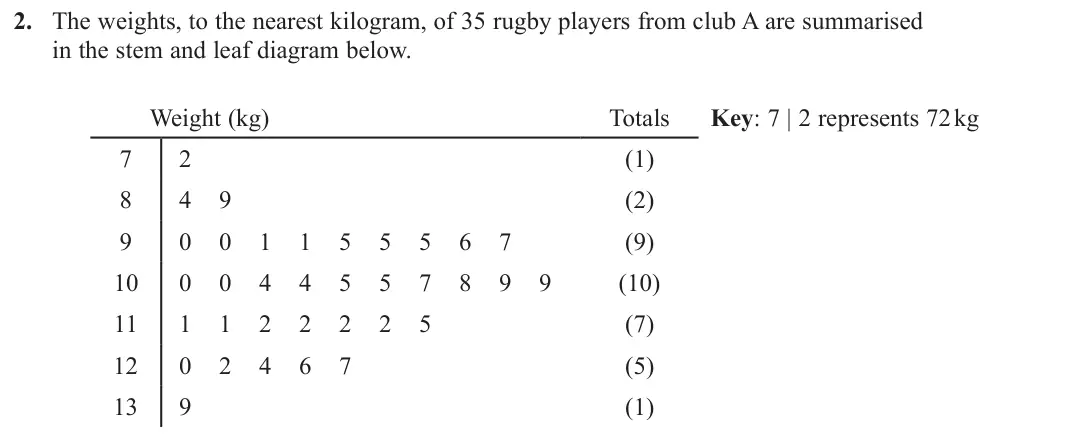 2. The weights, to the nearest kilogram, of 35 rugby players from club A are summarised
in the stem and leaf diagram below.
Weight (kg) Totals Key: 7 | 2 represents 72 kg
7 2 (1)
8 4 9 (2)
9 0 0 1 1 5 5 5 6 7 (9)
10 0 0 4 4 5 5 7 8 9 9 (10)
11 1 1 2 2 2 2 5 (7)
12 0 2 4 6 7 (5)
13 9 (1)